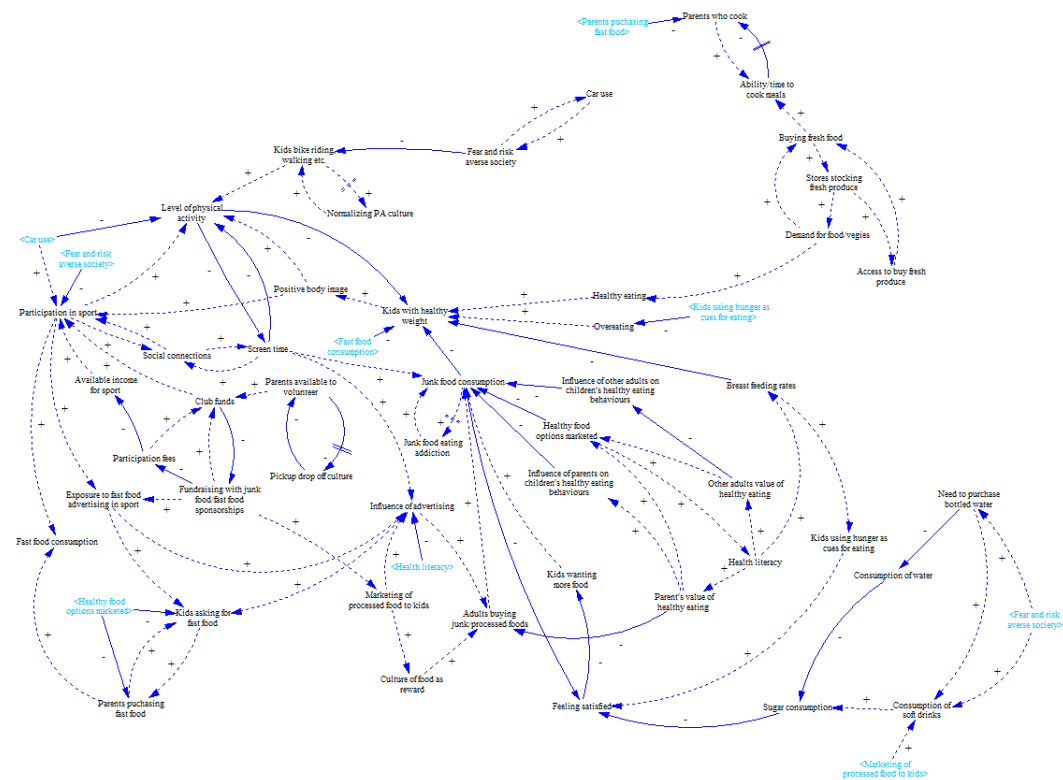 <Parents puchasing
fast food>
Parents who cook
Ability/time to
cook meals
Car use
Buying fresh food
Kids bike riding
walking etc.
Fear and risk
averse society
Stores stocking
fresh produce
Normalizing PA culture
Level of physical
activity
<Car use>
Demand for food/vegies
<Fear and risk
averse society>
Access to buy fresh
produce
Positive body image
Healthy eating
Participation in sport
Kids with healthy
weight
Overeating
<Kids using hunger as
cues for eating>
<Fast food
consumption>
Social connections
Screen time
Available income
for sport
Parents available to
volunteer
Junk food consumption
Influence of other adults on
children's healthy eating
behaviours
Breast feeding rates
Club funds
Healthy food
options marketed
Junk food eating
addiction
Participation fees
Pickup drop off culture
Influence of parents on
children's healthy eating
behaviours
Other adults value of
healthy eating
Exposure to fast food
advertising in sport
Fundraising with junk
food/fast food
sponsorships
Influence of advertising
Need to purchase
bottled water
Fast food consumption
Kids using hunger as
cues for eating
<Health literacy>
Health literacy
Kids wanting
more food
Consumption of water
Marketing of
processed food to kids
Parent's value of
healthy eating
<Healthy food
options marketed>
Kids asking for
fast food
Adults buying
junk/processed foods
<Fear and risk
averse society>
Culture of food as
reward
Parents puchasing
fast food
Feeling satisfied
Sugar consumption
Consumption of
soft drinks
<Marketing of
processed food to kids>